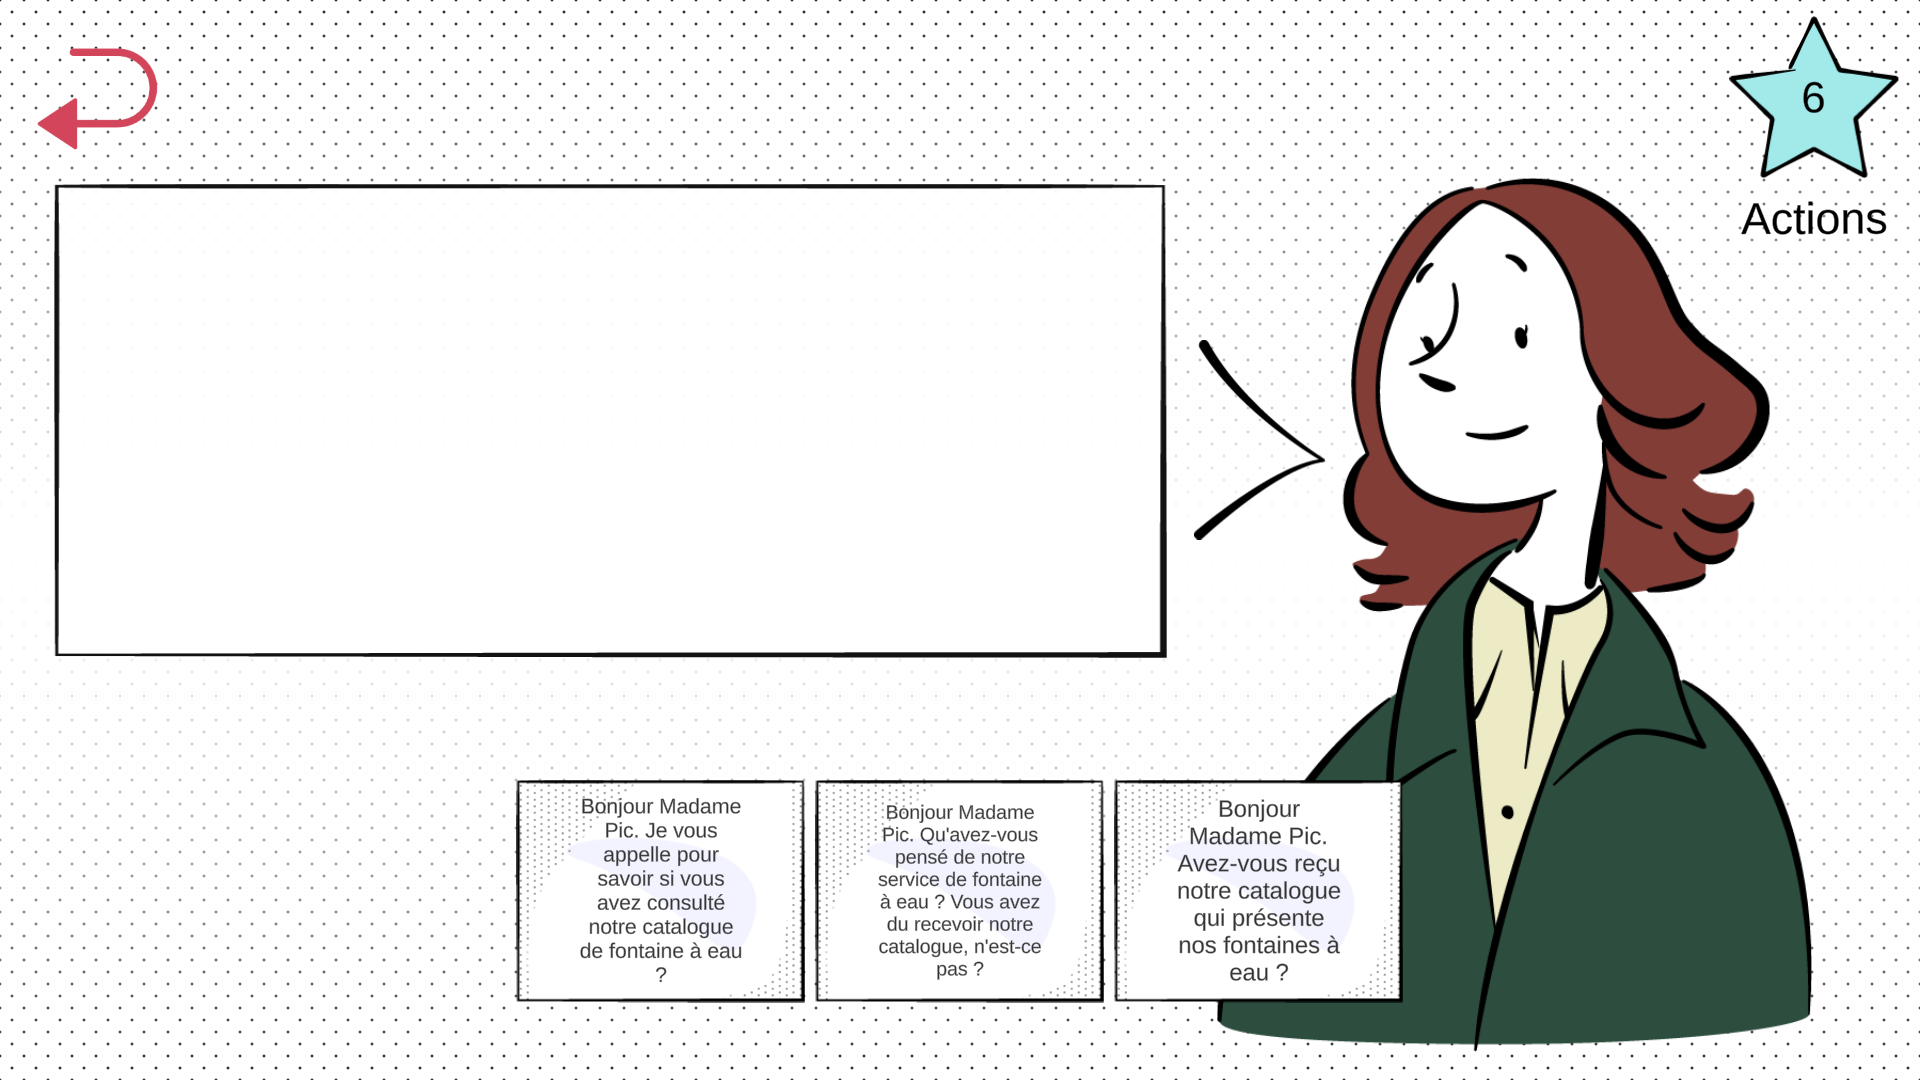 6
Actions
Bonjour Madame
Pic. Je vous
appelle pour
savoir si vous
avez consulté
notre catalogue
de fontaine à eau
?
Bonjour Madame
Pic. Qu'avez-vous
pensé de notre
service de fontaine
à eau ? Vous avez
du recevoir notre
catalogue, n'est-ce
pas ?
Bonjour
Madame Pic.
Avez-vous reçu
notre catalogue
qui présente
nos fontaines à
eau ?